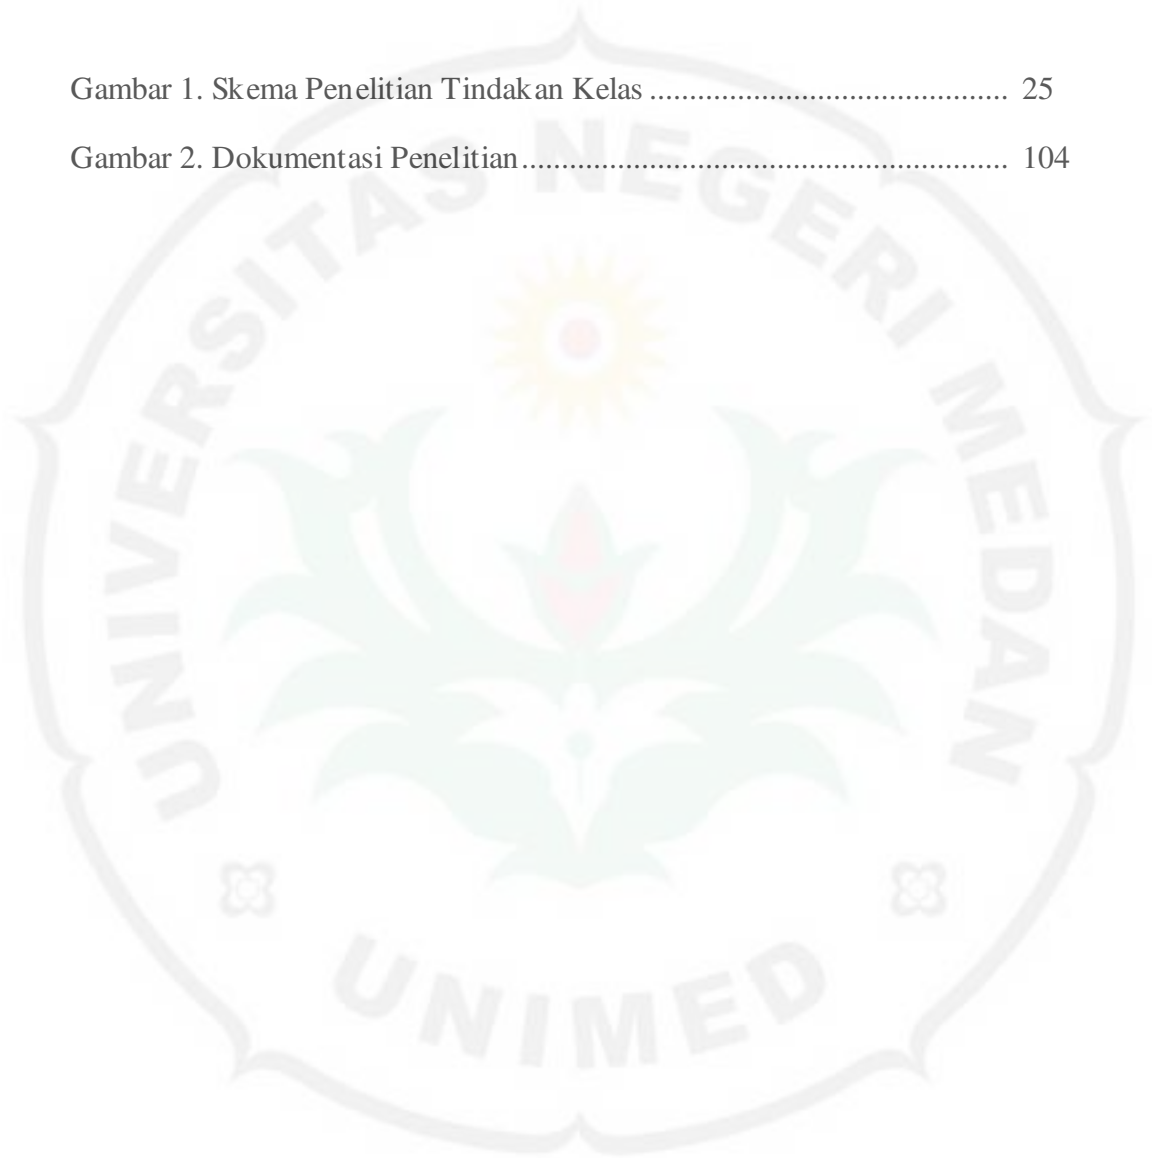 Gambar 1. Skema Penelitian Tindakan Kelas ............................................. 25
Gambar 2. Dokumentasi Penelitian ............................................................. 104
UNIVERSITAS NEGERI MEDAN
UNIMED